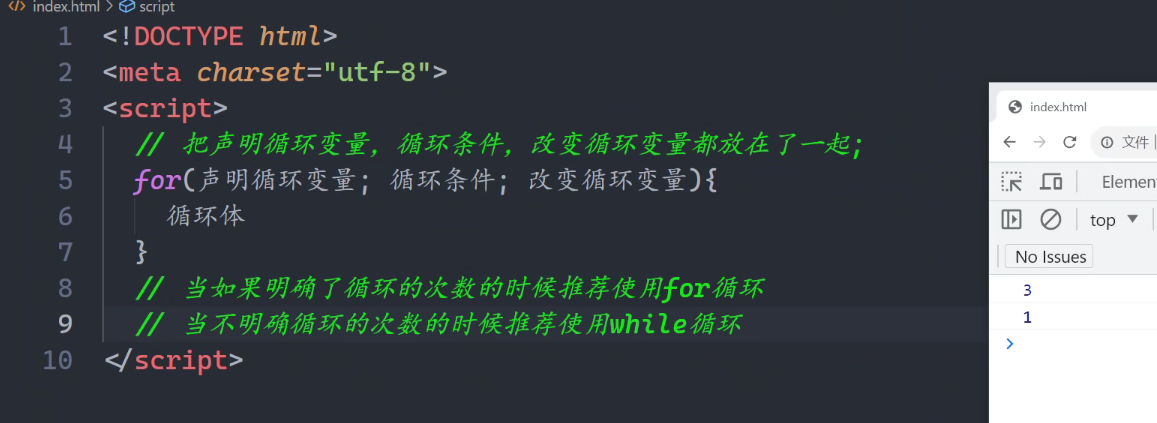 index.html > script
1 <!DOCTYPE html>
2 <meta charset="utf-8">
3 <script>
4 // 把声明循环变量，循环条件，改变循环变量都放在了一起;
5 for(声明循环变量; 循环条件; 改变循环变量){
6 循环体
7 }
8 // 当如果明确了循环的次数的时候推荐使用for循环
9 // 当不明确循环的次数的时候推荐使用while循环
10 </script>
index.html
文件
Elemen
top
No Issues
3
1